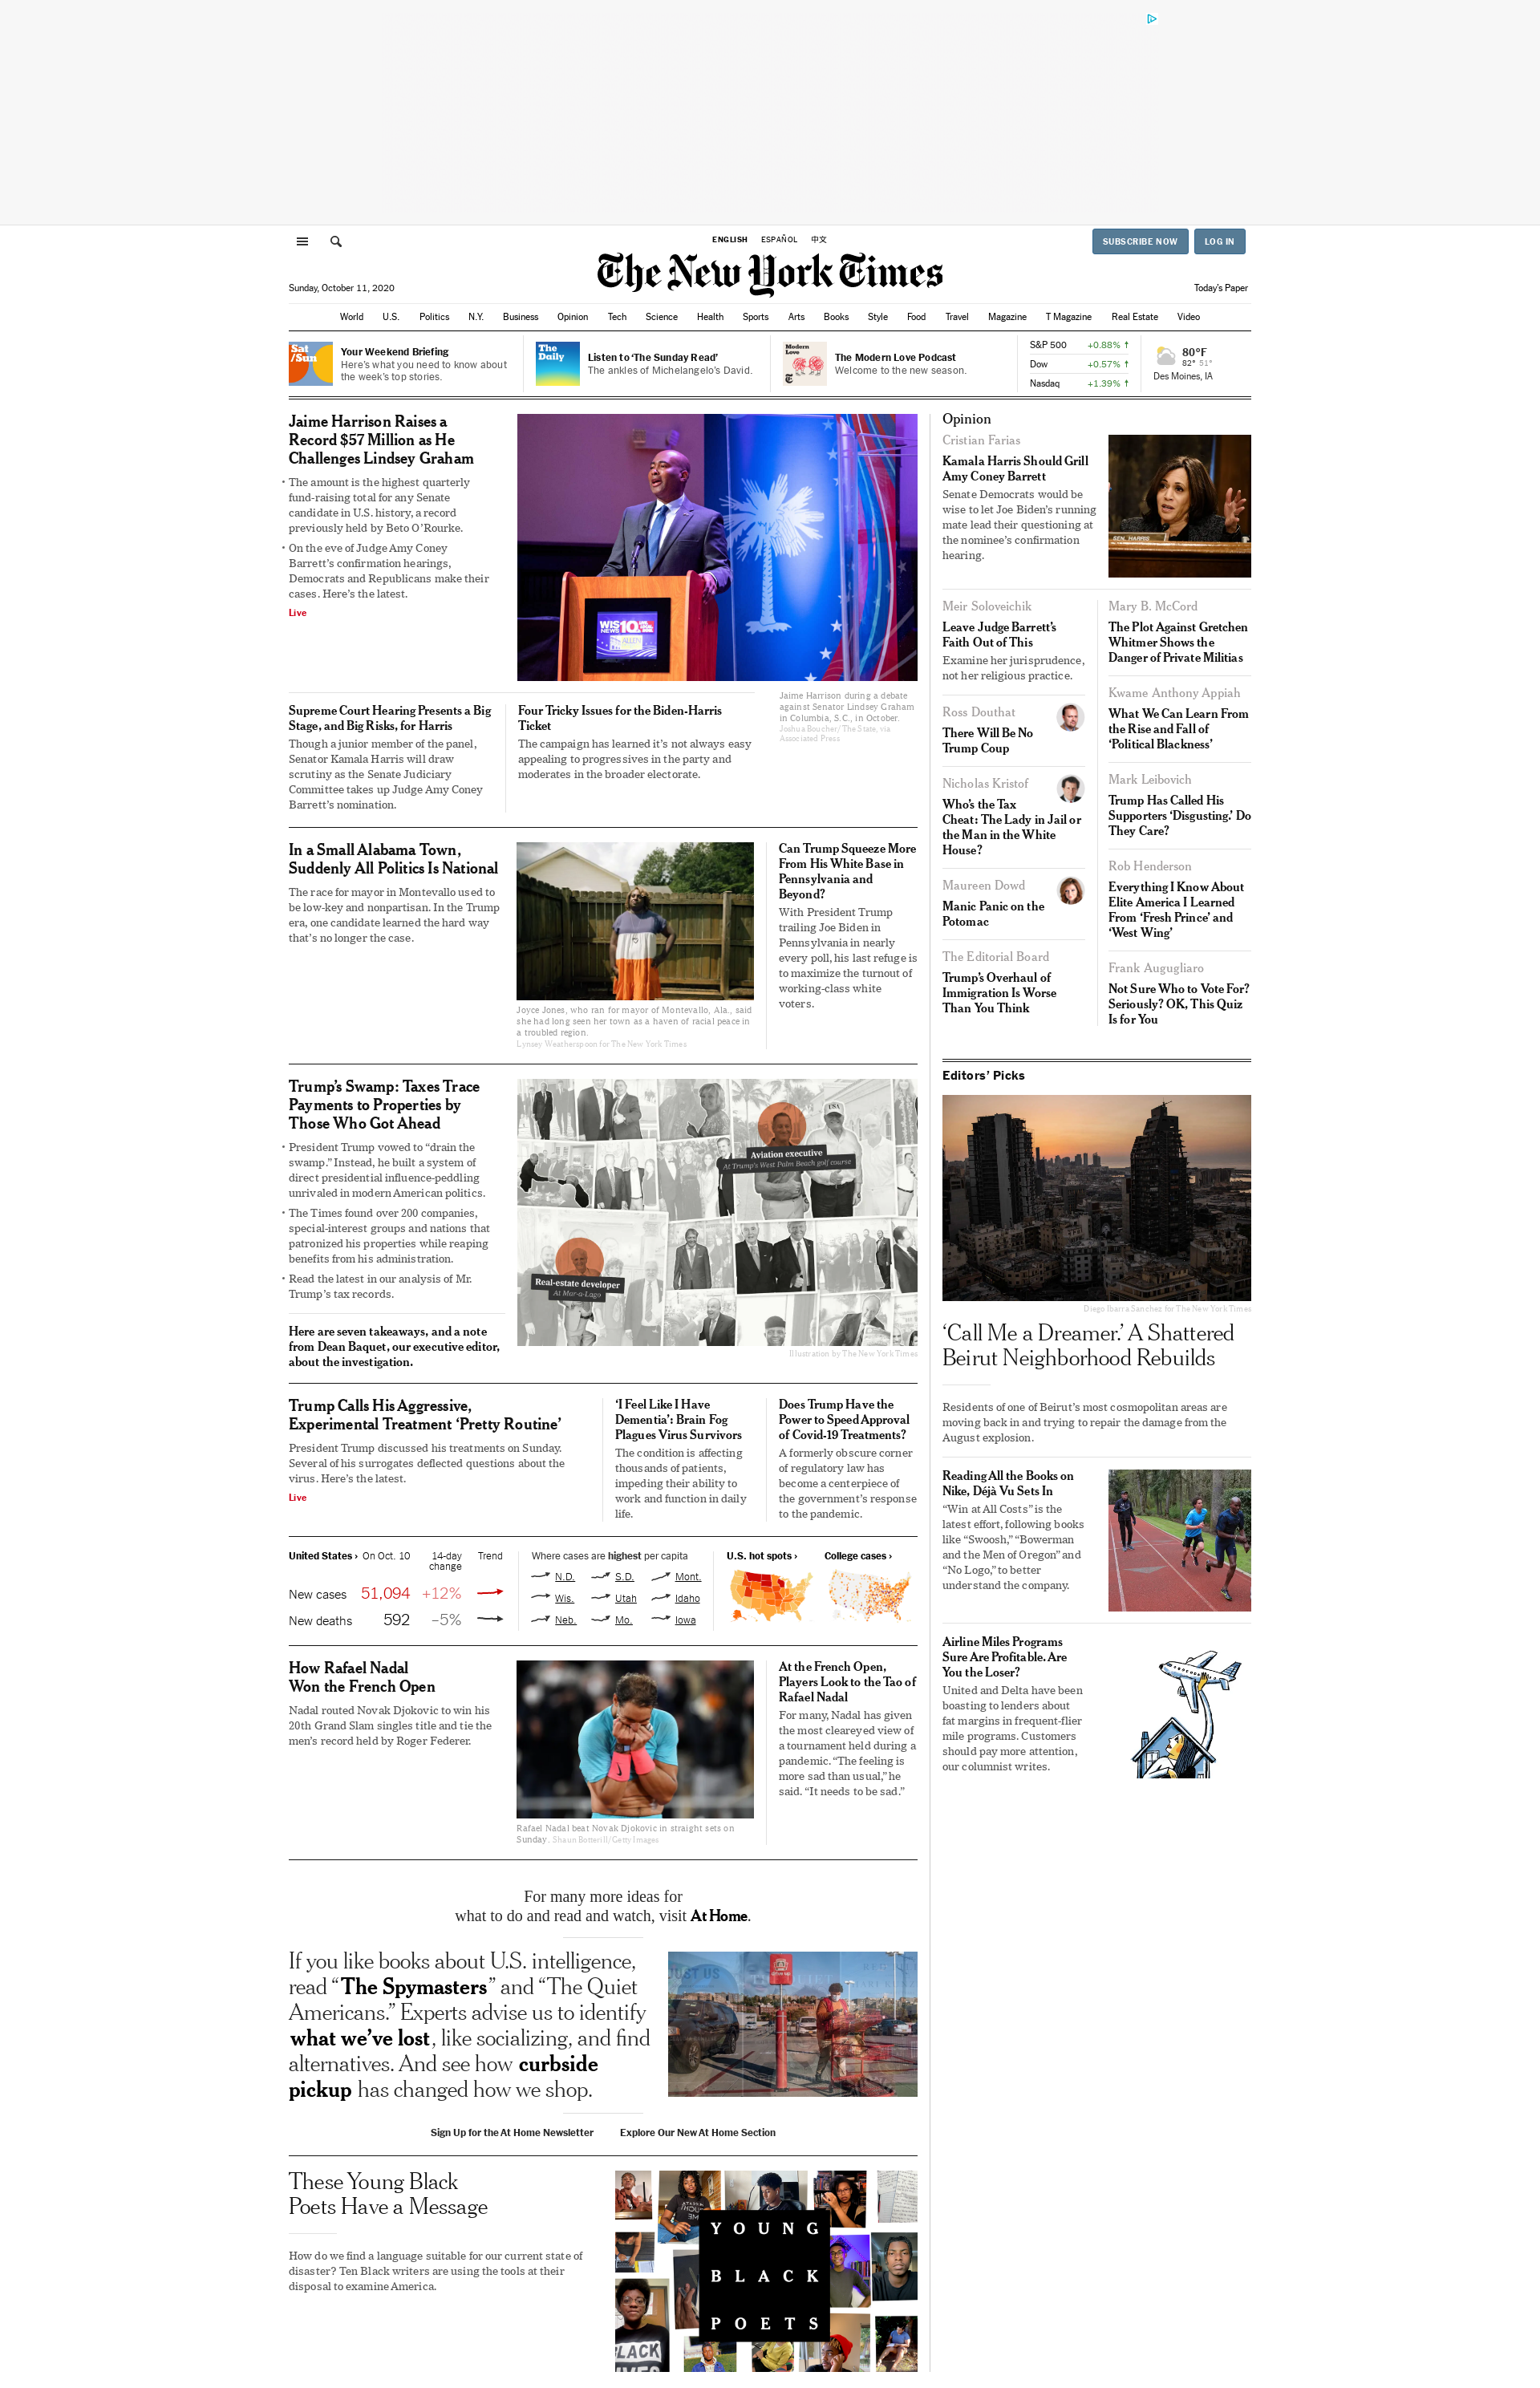 ENGLISH ESPAÑOL 中文
SUBSCRIBE NOW LOG IN
The New York Times
Sunday, October 11, 2020
Today's Paper
World U.S. Politics N.Y. Business Opinion Tech Science Health Sports Arts Books Style Food Travel Magazine T Magazine Real Estate Video
Sat
/Sun
Your Weekend Briefing
Here's what you need to know about
the week's top stories.
The
Daily
Listen to ‘The Sunday Read’
The ankles of Michelangelo's David.
Modern
Love
The Modern Love Podcast
Welcome to the new season.
S&P 500 +0.88% ↑
Dow +0.57% ↑
Nasdaq +1.39% ↑
80°F
82° 51°
Des Moines, IA
Jaime Harrison Raises a
Record $57 Million as He
Challenges Lindsey Graham
• The amount is the highest quarterly
fund-raising total for any Senate
candidate in U.S. history, a record
previously held by Beto O’Rourke.
• On the eve of Judge Amy Coney
Barrett’s confirmation hearings,
Democrats and Republicans make their
cases. Here’s the latest.
Live
WIS
NEWS 10
ALLEN
Jaime Harrison during a debate
against Senator Lindsey Graham
in Columbia, S.C., in October.
Joshua Boucher/The State, via
Associated Press
Supreme Court Hearing Presents a Big
Stage, and Big Risks, for Harris
Though a junior member of the panel,
Senator Kamala Harris will draw
scrutiny as the Senate Judiciary
Committee takes up Judge Amy Coney
Barrett’s nomination.
Four Tricky Issues for the Biden-Harris
Ticket
The campaign has learned it’s not always easy
appealing to progressives in the party and
moderates in the broader electorate.
In a Small Alabama Town,
Suddenly All Politics Is National
The race for mayor in Montevallo used to
be low-key and nonpartisan. In the Trump
era, one candidate learned the hard way
that’s no longer the case.
Joyce Jones, who ran for mayor of Montevallo, Ala., said
she had long seen her town as a haven of racial peace in
a troubled region.
Lynsey Weatherspoon for The New York Times
Can Trump Squeeze More
From His White Base in
Pennsylvania and
Beyond?
With President Trump
trailing Joe Biden in
Pennsylvania in nearly
every poll, his last refuge is
to maximize the turnout of
working-class white
voters.
Trump’s Swamp: Taxes Trace
Payments to Properties by
Those Who Got Ahead
• President Trump vowed to “drain the
swamp.” Instead, he built a system of
direct presidential influence-peddling
unrivaled in modern American politics.
• The Times found over 200 companies,
special-interest groups and nations that
patronized his properties while reaping
benefits from his administration.
• Read the latest in our analysis of Mr.
Trump’s tax records.
Here are seven takeaways, and a note
from Dean Baquet, our executive editor,
about the investigation.
USA
Aviation executive
At Trump’s West Palm Beach golf course
Real-estate developer
At Mar-a-Lago
Illustration by The New York Times
Trump Calls His Aggressive,
Experimental Treatment ‘Pretty Routine’
President Trump discussed his treatments on Sunday.
Several of his surrogates deflected questions about the
virus. Here’s the latest.
Live
‘I Feel Like I Have
Dementia’: Brain Fog
Plagues Virus Survivors
The condition is affecting
thousands of patients,
impeding their ability to
work and function in daily
life.
Does Trump Have the
Power to Speed Approval
of Covid-19 Treatments?
A formerly obscure corner
of regulatory law has
become a centerpiece of
the government’s response
to the pandemic.
United States › On Oct. 10 14-day
change Trend
New cases 51,094 +12%
New deaths 592 –5%
Where cases are highest per capita
N.D. S.D. Mont.
Wis. Utah Idaho
Neb. Mo. Iowa
U.S. hot spots › College cases ›
How Rafael Nadal
Won the French Open
Nadal routed Novak Djokovic to win his
20th Grand Slam singles title and tie the
men’s record held by Roger Federer.
Rafael Nadal beat Novak Djokovic in straight sets on
Sunday. Shaun Botterill/Getty Images
At the French Open,
Players Look to the Tao of
Rafael Nadal
For many, Nadal has given
the most cleareyed view of
a tournament held during a
pandemic. “The feeling is
more sad than usual,” he
said. “It needs to be sad.”
For many more ideas for
what to do and read and watch, visit At Home.
If you like books about U.S. intelligence,
read “The Spymasters” and “The Quiet
Americans.” Experts advise us to identify
what we’ve lost, like socializing, and find
alternatives. And see how curbside
pickup has changed how we shop.
Sign Up for the At Home Newsletter Explore Our New At Home Section
These Young Black
Poets Have a Message
How do we find a language suitable for our current state of
disaster? Ten Black writers are using the tools at their
disposal to examine America.
YOUNG
BLACK
POETS
Opinion
Cristian Farias
Kamala Harris Should Grill
Amy Coney Barrett
Senate Democrats would be
wise to let Joe Biden’s running
mate lead their questioning at
the nominee’s confirmation
hearing.
SEN. HARRIS
Meir Soloveichik
Leave Judge Barrett’s
Faith Out of This
Examine her jurisprudence,
not her religious practice.
Ross Douthat
There Will Be No
Trump Coup
Nicholas Kristof
Who’s the Tax
Cheat: The Lady in Jail or
the Man in the White
House?
Maureen Dowd
Manic Panic on the
Potomac
The Editorial Board
Trump’s Overhaul of
Immigration Is Worse
Than You Think
Mary B. McCord
The Plot Against Gretchen
Whitmer Shows the
Danger of Private Militias
Kwame Anthony Appiah
What We Can Learn From
the Rise and Fall of
‘Political Blackness’
Mark Leibovich
Trump Has Called His
Supporters ‘Disgusting.’ Do
They Care?
Rob Henderson
Everything I Know About
Elite America I Learned
From ‘Fresh Prince’ and
‘West Wing’
Frank Augugliaro
Not Sure Who to Vote For?
Seriously? OK, This Quiz
Is for You
Editors’ Picks
Diego Ibarra Sanchez for The New York Times
‘Call Me a Dreamer.’ A Shattered
Beirut Neighborhood Rebuilds
Residents of one of Beirut’s most cosmopolitan areas are
moving back in and trying to repair the damage from the
August explosion.
Reading All the Books on
Nike, Déjà Vu Sets In
“Win at All Costs” is the
latest effort, following books
like “Swoosh,” “Bowerman
and the Men of Oregon” and
“No Logo,” to better
understand the company.
Airline Miles Programs
Sure Are Profitable. Are
You the Loser?
United and Delta have been
boasting to lenders about
fat margins in frequent-flier
mile programs. Customers
should pay more attention,
our columnist writes.